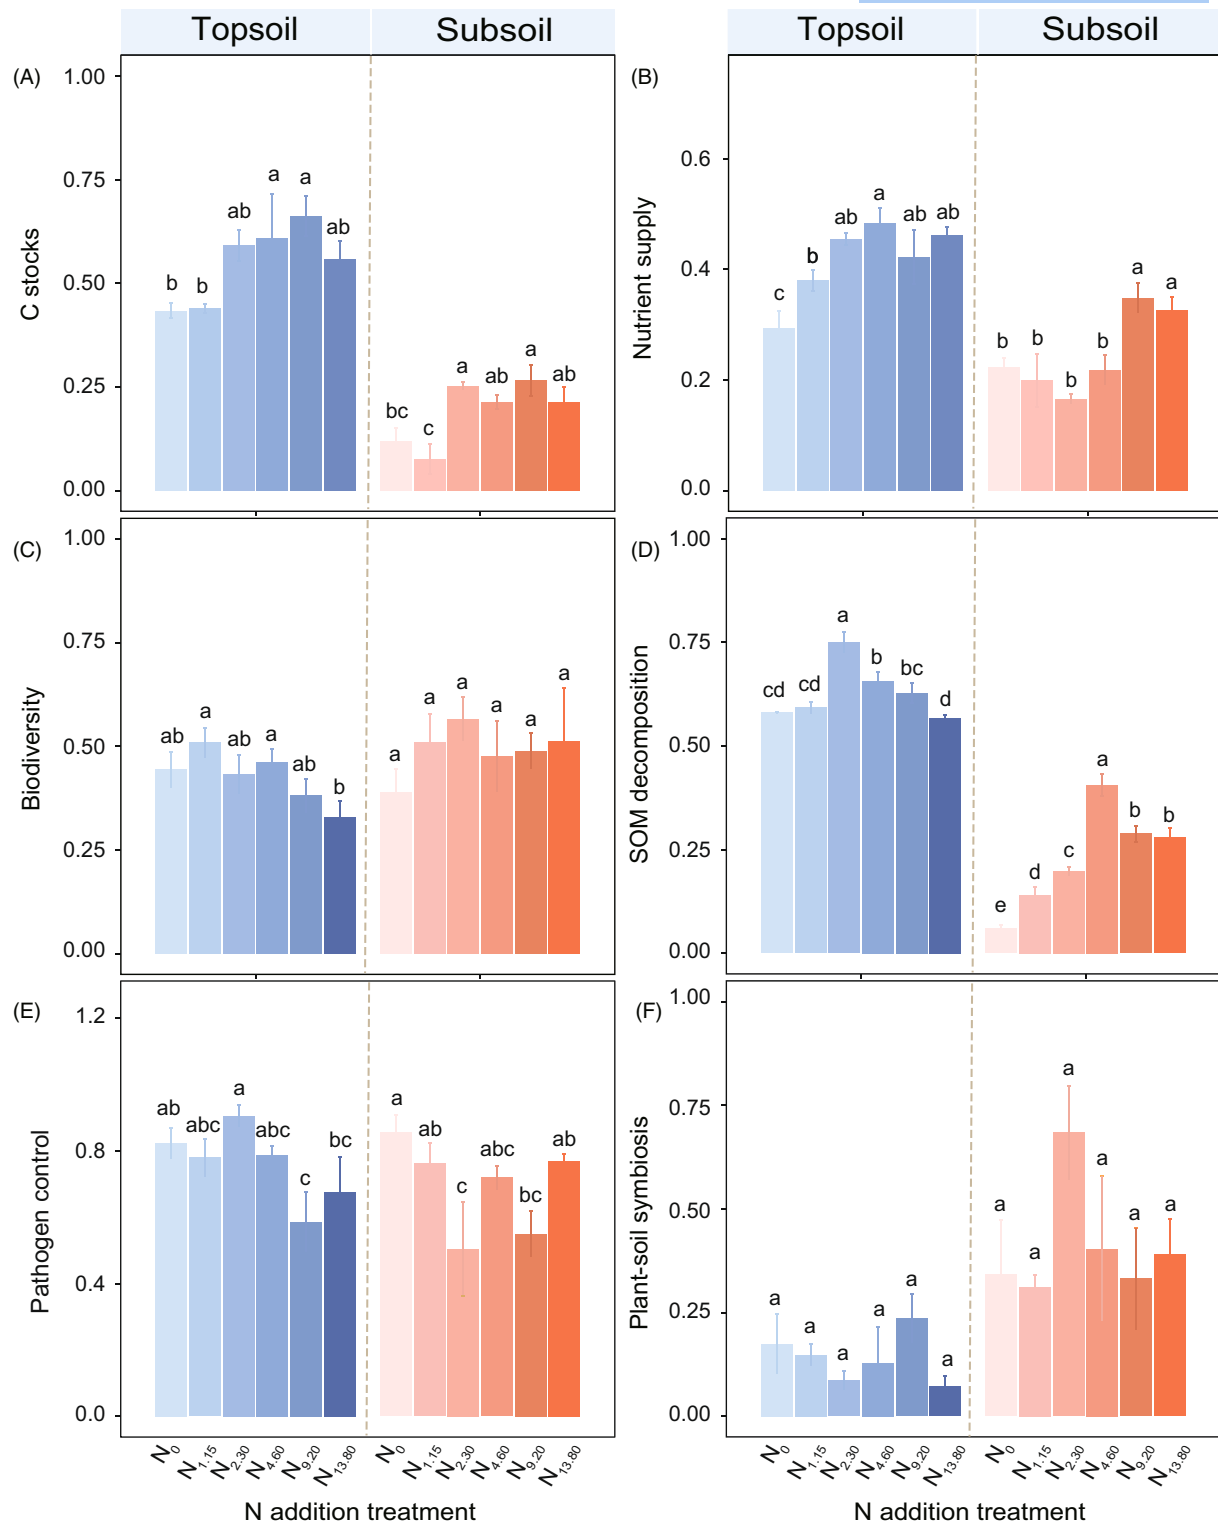 Topsoil Subsoil Topsoil Subsoil
(A)
C stocks
1.00
0.75
0.50
0.25
0.00
b b ab a a ab
bc c a ab a ab
(B)
Nutrient supply
0.6
0.4
0.2
0.0
c b ab a ab ab
b b b b a a
(C)
Biodiversity
1.00
0.75
0.50
0.25
0.00
ab a ab a ab b
a a a a a a
(D)
SOM decomposition
1.00
0.75
0.50
0.25
0.00
cd cd a b bc d
e d c a b b
(E)
Pathogen control
1.2
0.8
0.4
0.0
ab abc a abc c bc
a ab c abc bc ab
(F)
Plant-soil symbiosis
1.00
0.75
0.50
0.25
0.00
a a a a a a
a a a a a a
N0 N1.15 N2.30 N4.60 N9.20 N13.80 N0 N1.15 N2.30 N4.60 N9.20 N13.80
N0 N1.15 N2.30 N4.60 N9.20 N13.80 N0 N1.15 N2.30 N4.60 N9.20 N13.80
N addition treatment N addition treatment